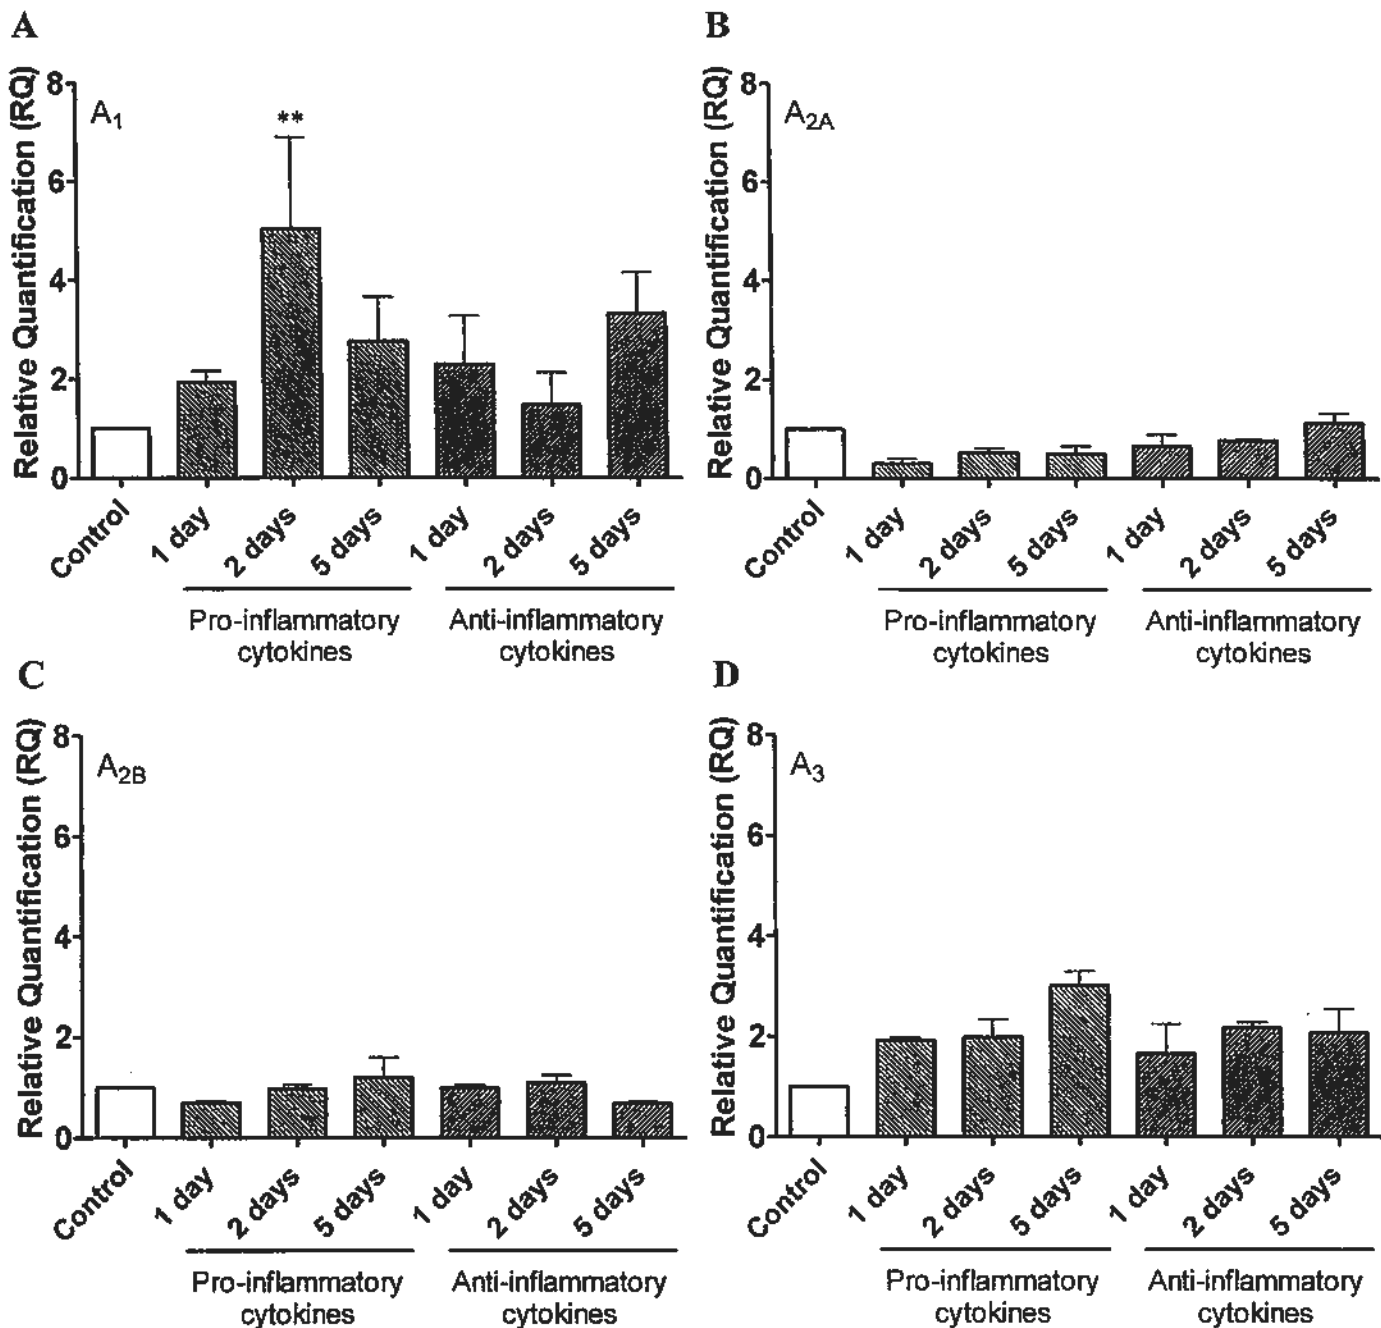 A
Relative Quantification (RQ)
8
6
4
2
0
A1
**
Control
1 day
2 days
5 days
1 day
2 days
5 days
Pro-inflammatory
cytokines
Anti-inflammatory
cytokines
B
Relative Quantification (RQ)
8
6
4
2
0
A2A
Control
1 day
2 days
5 days
1 day
2 days
5 days
Pro-inflammatory
cytokines
Anti-inflammatory
cytokines
C
Relative Quantification (RQ)
8
6
4
2
0
A2B
Control
1 day
2 days
5 days
1 day
2 days
5 days
Pro-inflammatory
cytokines
Anti-inflammatory
cytokines
D
Relative Quantification (RQ)
8
6
4
2
0
A3
Control
1 day
2 days
5 days
1 day
2 days
5 days
Pro-inflammatory
cytokines
Anti-inflammatory
cytokines